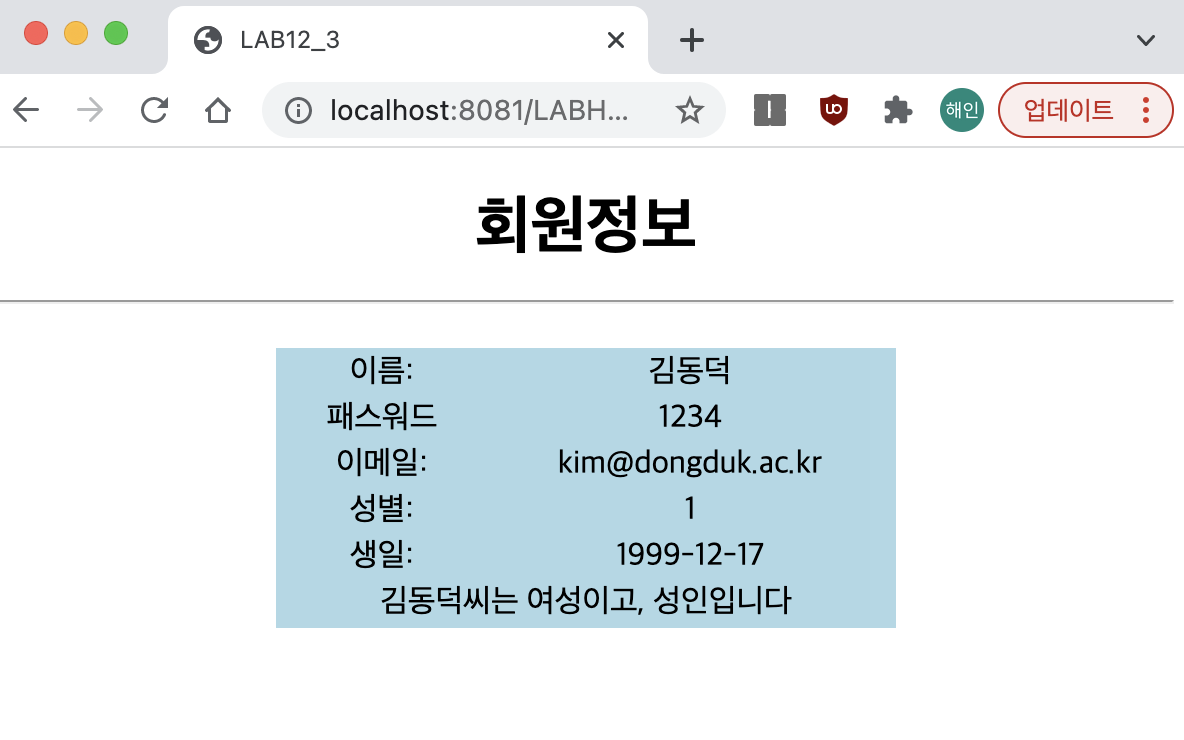 LAB12_3
localhost:8081/LABH...
해인
업데이트
회원정보
이름: 김동덕
패스워드 1234
이메일: kim@dongduk.ac.kr
성별: 1
생일: 1999-12-17
김동덕씨는 여성이고, 성인입니다